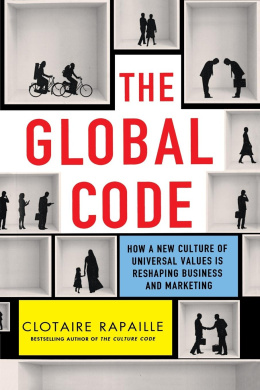 THE
GLOBAL
CODE
HOW A NEW CULTURE OF
UNIVERSAL VALUES IS
RESHAPING BUSINESS
AND MARKETING
CLOTAIRE RAPAILLE
BESTSELLING AUTHOR OF THE CULTURE CODE